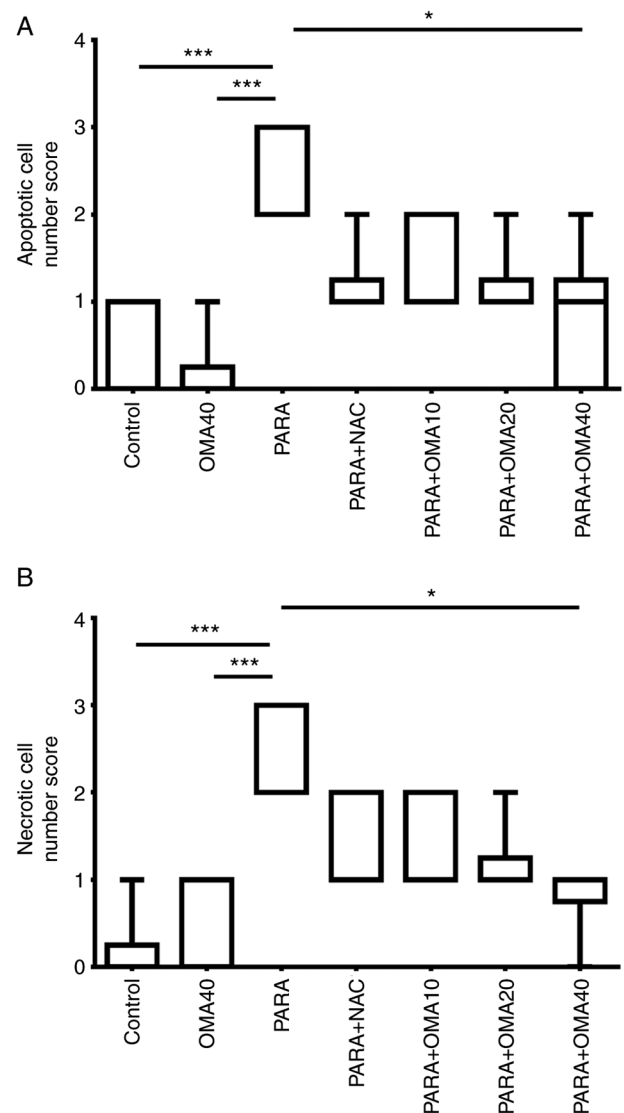 A
*
***
***
4
3
2
1
0
Apoptotic cell
number score
Control
OMA40
PARA
PARA+NAC
PARA+OMA10
PARA+OMA20
PARA+OMA40
B
*
***
***
4
3
2
1
0
Necrotic cell
number score
Control
OMA40
PARA
PARA+NAC
PARA+OMA10
PARA+OMA20
PARA+OMA40